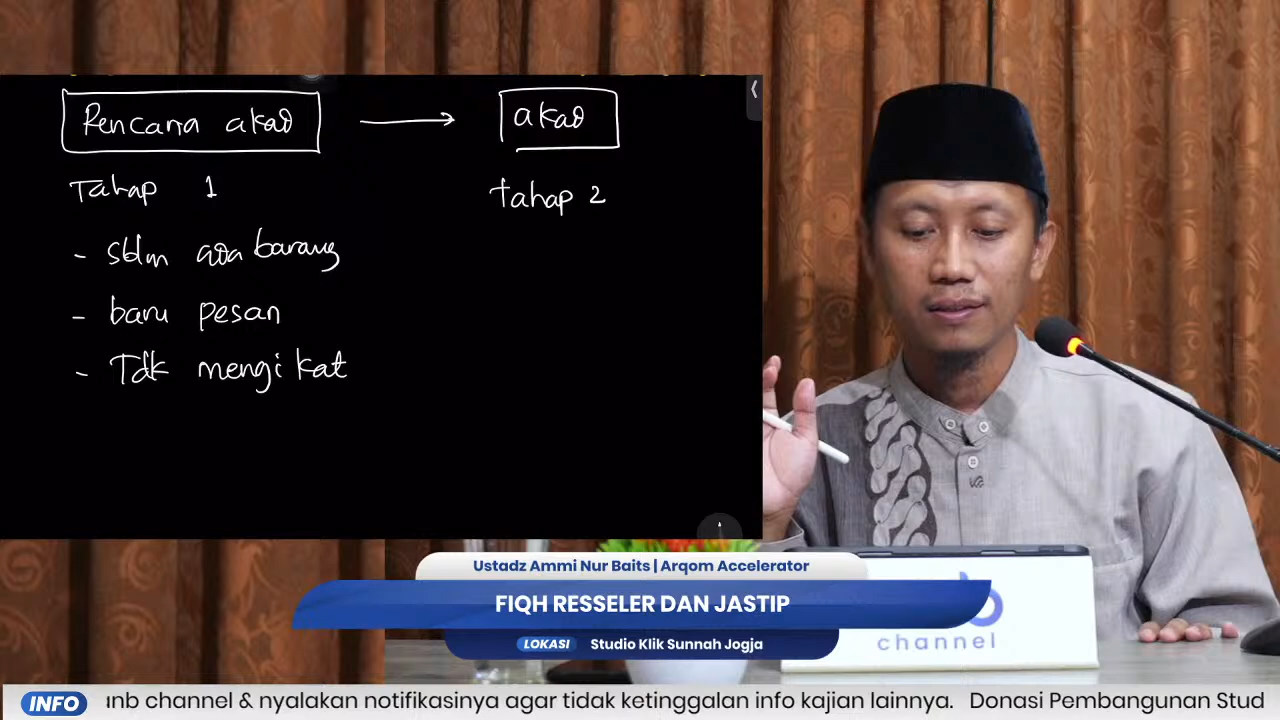 Rencana akad
akad
Tahap 1
tahap 2
- sblm ada barang
- baru pesan
- Tdk mengikat
Ustadz Ammi Nur Baits | Arqom Accelerator
FIQH RESSELER DAN JASTIP
LOKASI Studio Klik Sunnah Jogja
channel
INFO anb channel & nyalakan notifikasinya agar tidak ketinggalan info kajian lainnya. Donasi Pembangunan Stud